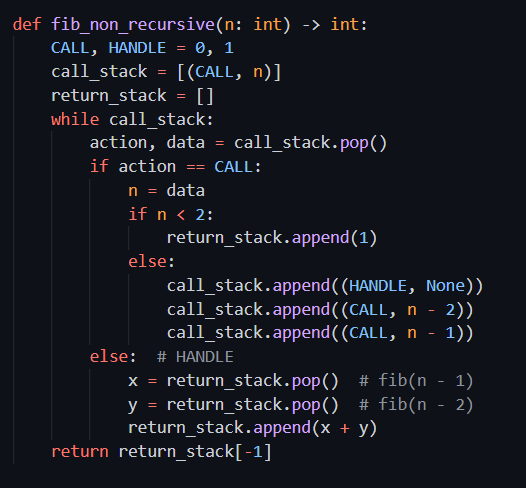 def fib_non_recursive(n: int) -> int:
    CALL, HANDLE = 0, 1
    call_stack = [(CALL, n)]
    return_stack = []
    while call_stack:
        action, data = call_stack.pop()
        if action == CALL:
            n = data
            if n < 2:
                return_stack.append(1)
            else:
                call_stack.append((HANDLE, None))
                call_stack.append((CALL, n - 2))
                call_stack.append((CALL, n - 1))
        else:  # HANDLE
            x = return_stack.pop()  # fib(n - 1)
            y = return_stack.pop()  # fib(n - 2)
            return_stack.append(x + y)
    return return_stack[-1]